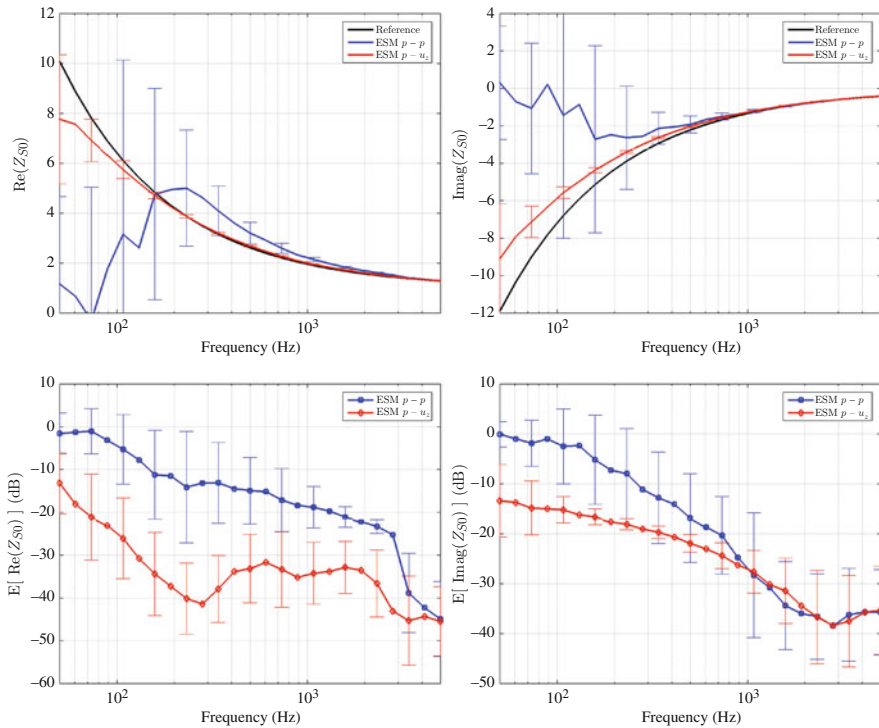 Re(Z_S0)
12
10
8
6
4
2
0
10^2
10^3
Frequency (Hz)
Reference
ESM p − p
ESM p − u_z
Imag(Z_S0)
4
2
0
−2
−4
−6
−8
−10
−12
10^2
10^3
Frequency (Hz)
Reference
ESM p − p
ESM p − u_z
E[ Re(Z_S0) ] (dB)
10
0
−10
−20
−30
−40
−50
−60
10^2
10^3
Frequency (Hz)
ESM p − p
ESM p − u_z
E[ Imag(Z_S0) ] (dB)
10
0
−10
−20
−30
−40
−50
10^2
10^3
Frequency (Hz)
ESM p − p
ESM p − u_z